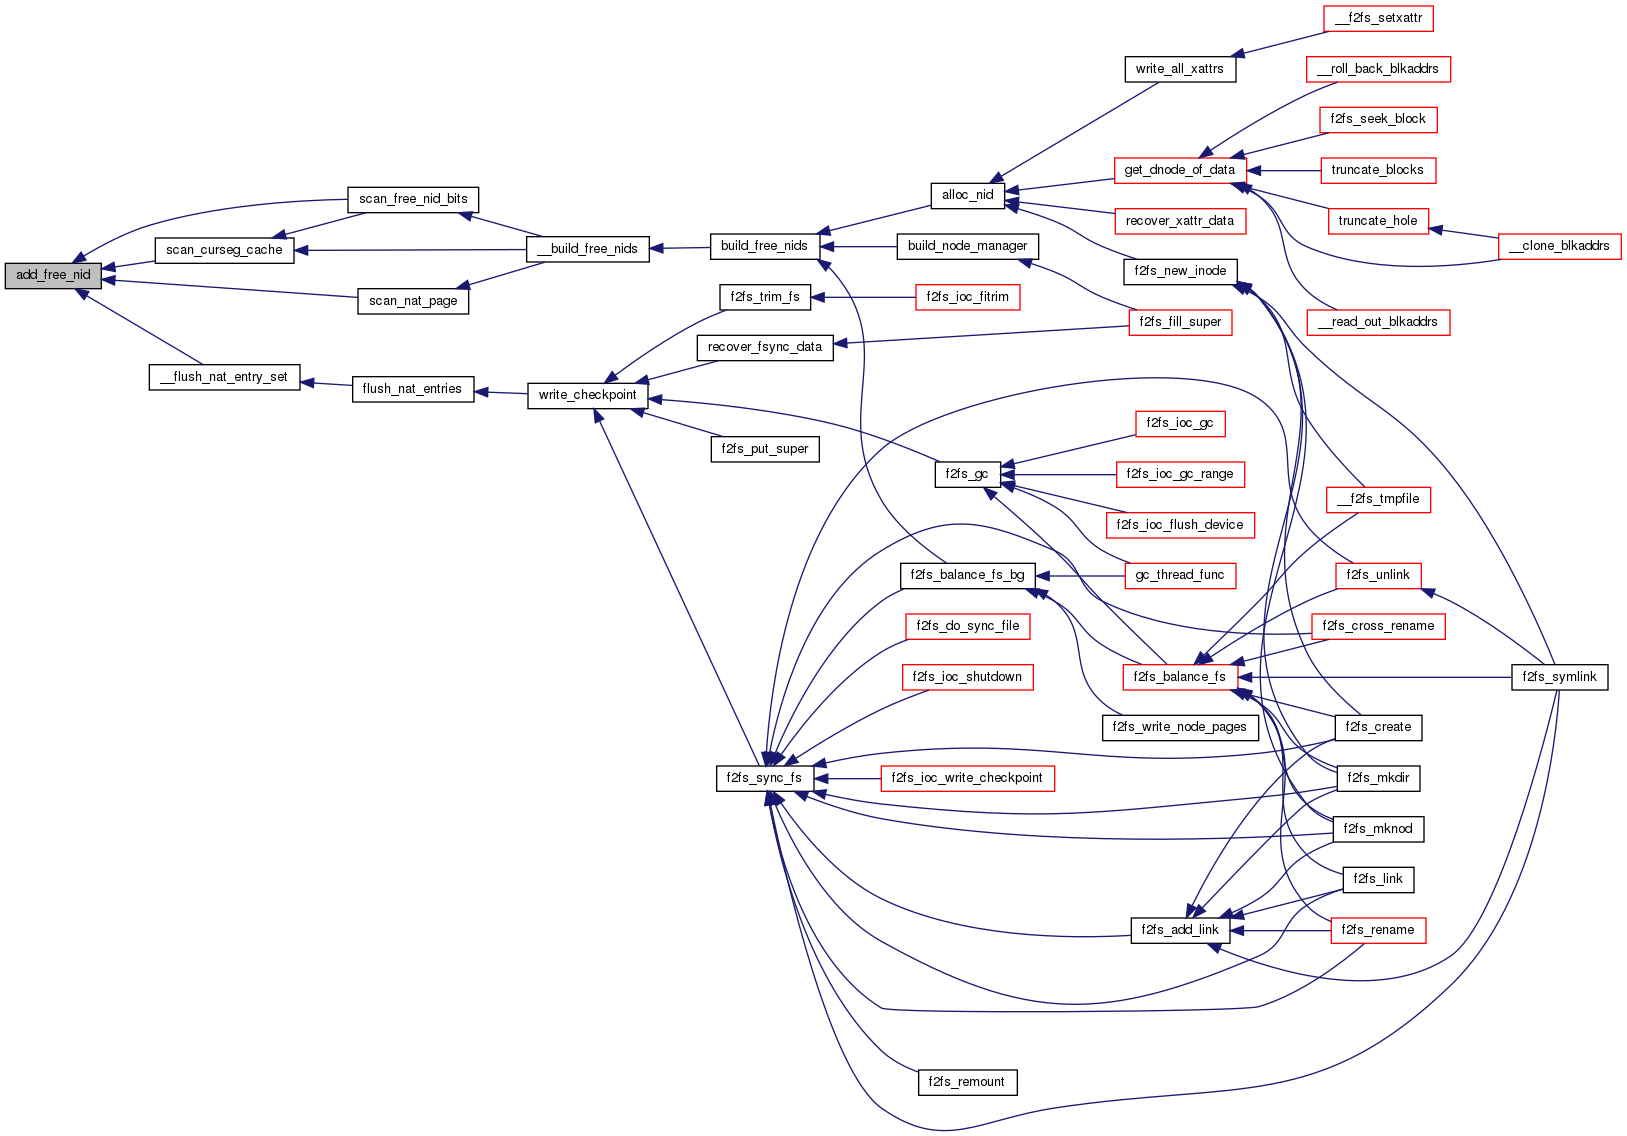 add_free_nid
scan_free_nid_bits
scan_curseg_cache
scan_nat_page
__flush_nat_entry_set
flush_nat_entries
__build_free_nids
write_checkpoint
build_free_nids
f2fs_trim_fs
recover_fsync_data
f2fs_put_super
f2fs_sync_fs
alloc_nid
build_node_manager
f2fs_ioc_fitrim
f2fs_gc
f2fs_balance_fs_bg
f2fs_do_sync_file
f2fs_ioc_shutdown
f2fs_ioc_write_checkpoint
f2fs_remount
write_all_xattrs
get_dnode_of_data
recover_xattr_data
f2fs_new_inode
f2fs_fill_super
f2fs_ioc_gc
f2fs_ioc_gc_range
f2fs_ioc_flush_device
gc_thread_func
f2fs_balance_fs
f2fs_write_node_pages
f2fs_add_link
__f2fs_setxattr
__roll_back_blkaddrs
f2fs_seek_block
truncate_blocks
truncate_hole
__read_out_blkaddrs
__f2fs_tmpfile
f2fs_unlink
f2fs_cross_rename
f2fs_create
f2fs_mkdir
f2fs_mknod
f2fs_link
f2fs_rename
__clone_blkaddrs
f2fs_symlink